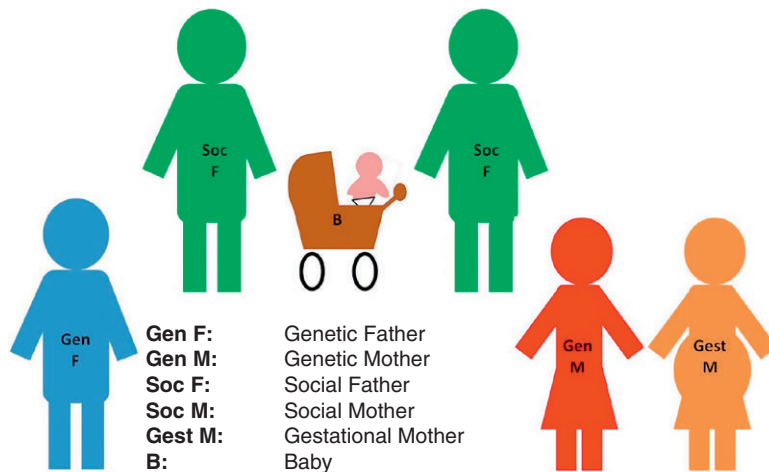 Soc
F
Soc
F
B
Gen
F
Gen
M
Gest
M
Gen F: Genetic Father
Gen M: Genetic Mother
Soc F: Social Father
Soc M: Social Mother
Gest M: Gestational Mother
B: Baby